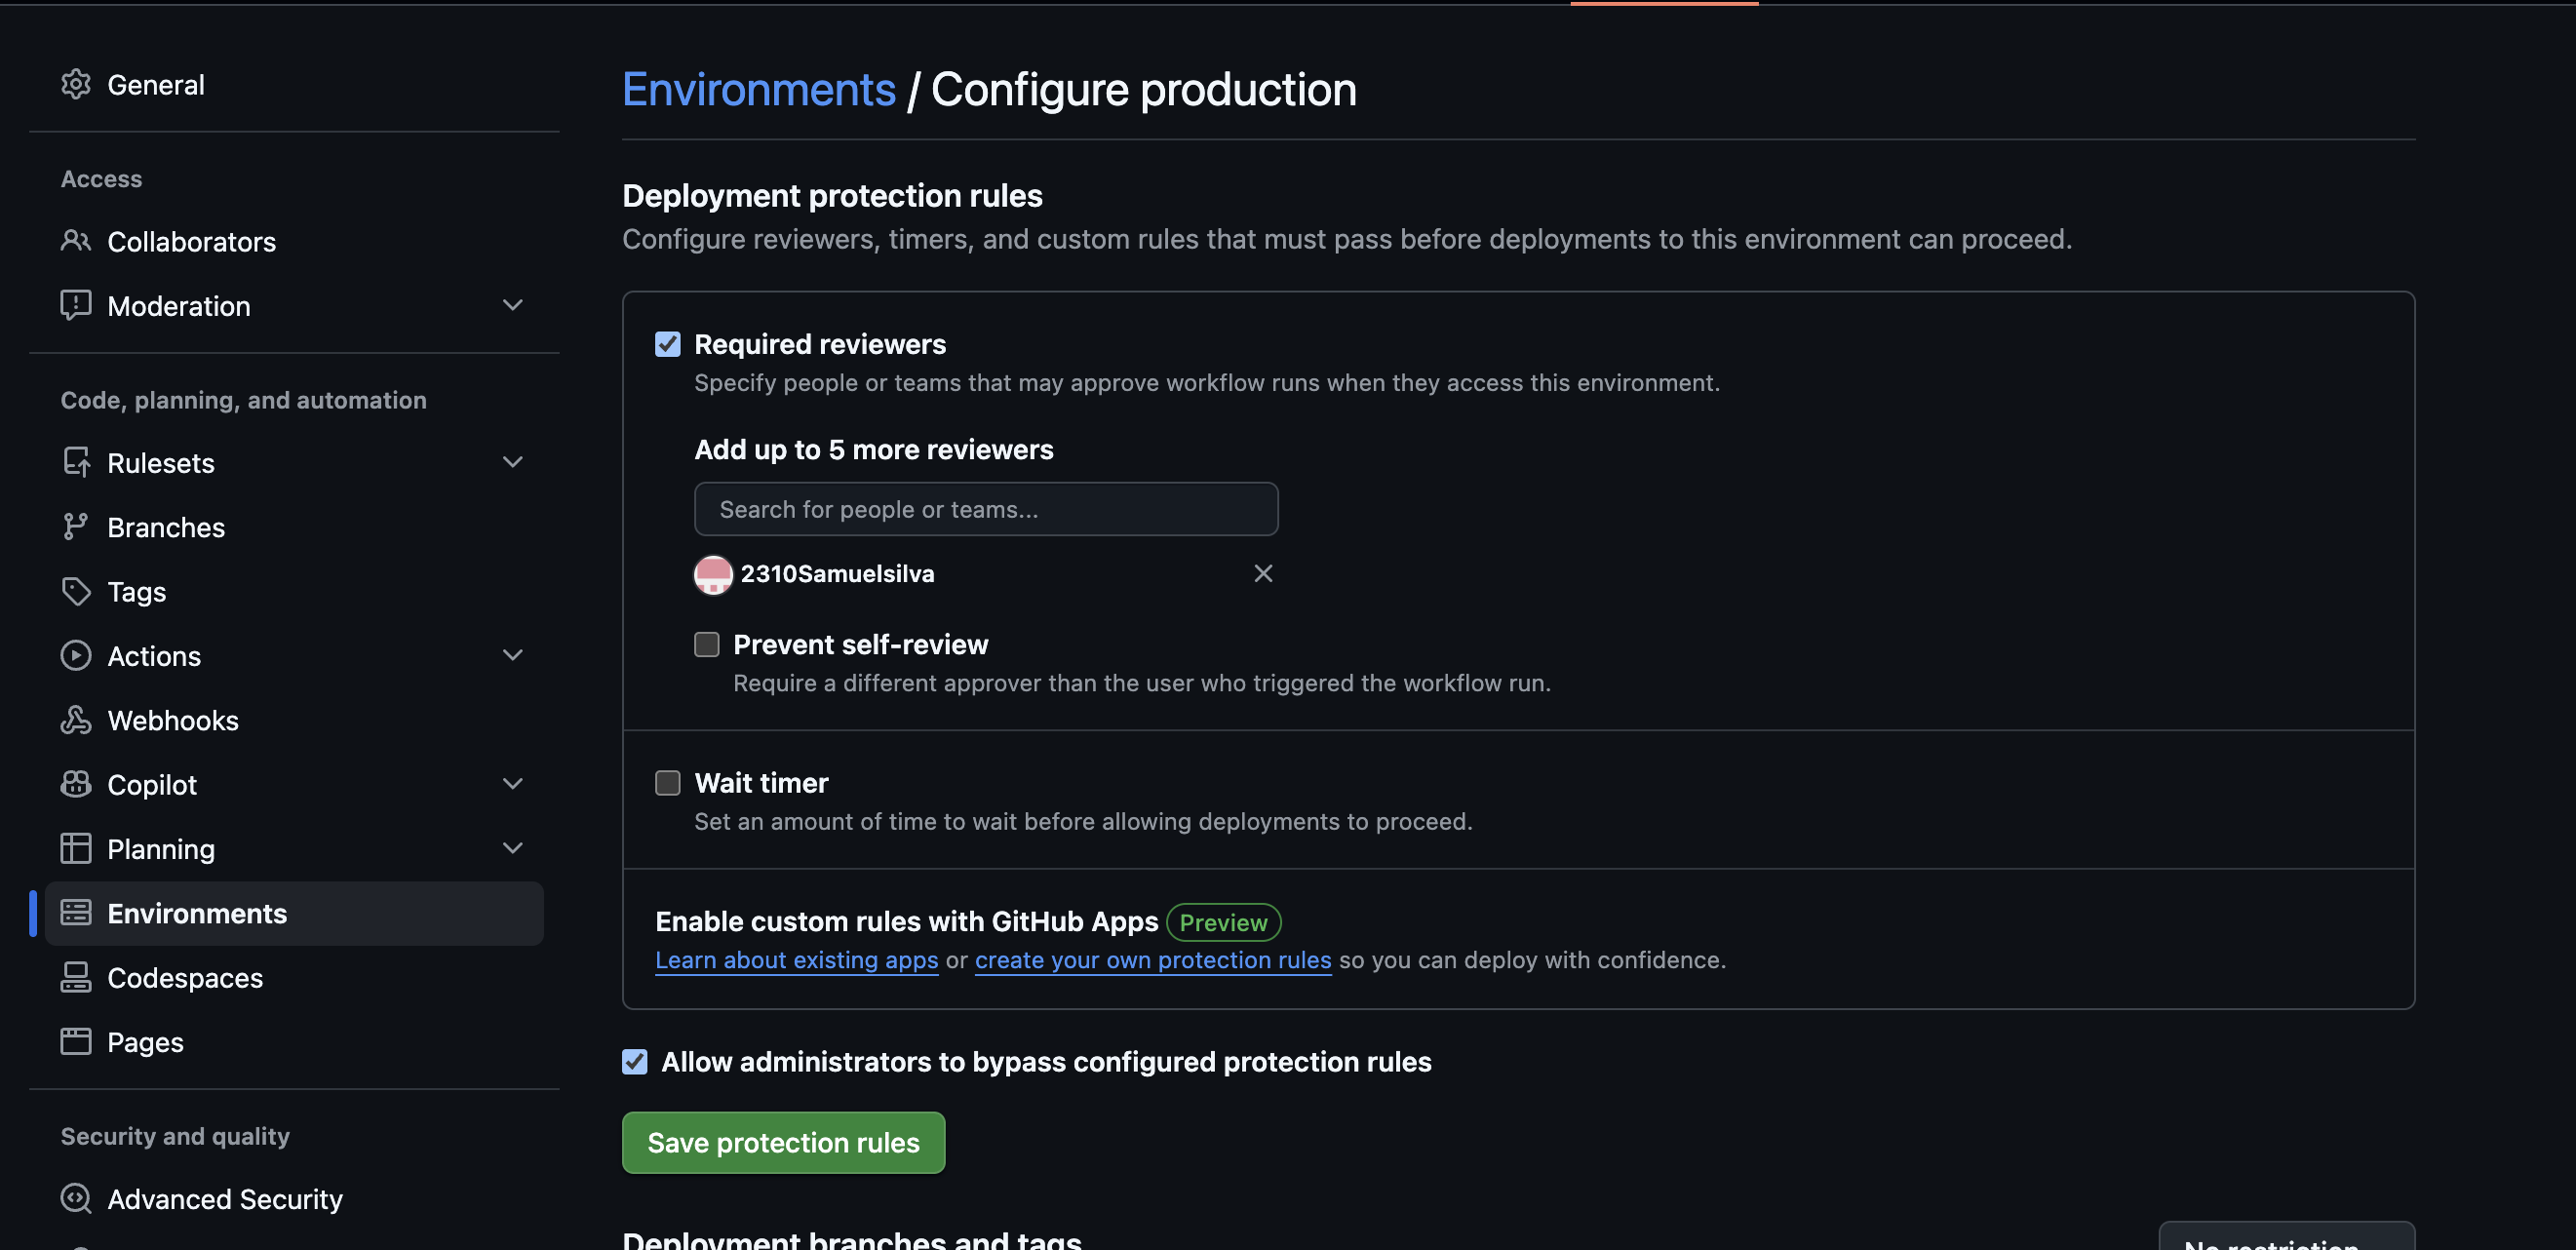 General
Access
Collaborators
Moderation
Code, planning, and automation
Rulesets
Branches
Tags
Actions
Webhooks
Copilot
Planning
Environments
Codespaces
Pages
Security and quality
Advanced Security
Environments / Configure production
Deployment protection rules
Configure reviewers, timers, and custom rules that must pass before deployments to this environment can proceed.
Required reviewers
Specify people or teams that may approve workflow runs when they access this environment.
Add up to 5 more reviewers
Search for people or teams...
2310Samuelsilva
Prevent self-review
Require a different approver than the user who triggered the workflow run.
Wait timer
Set an amount of time to wait before allowing deployments to proceed.
Enable custom rules with GitHub Apps Preview
Learn about existing apps or create your own protection rules so you can deploy with confidence.
Allow administrators to bypass configured protection rules
Save protection rules
Deployment branches and tags
No restriction